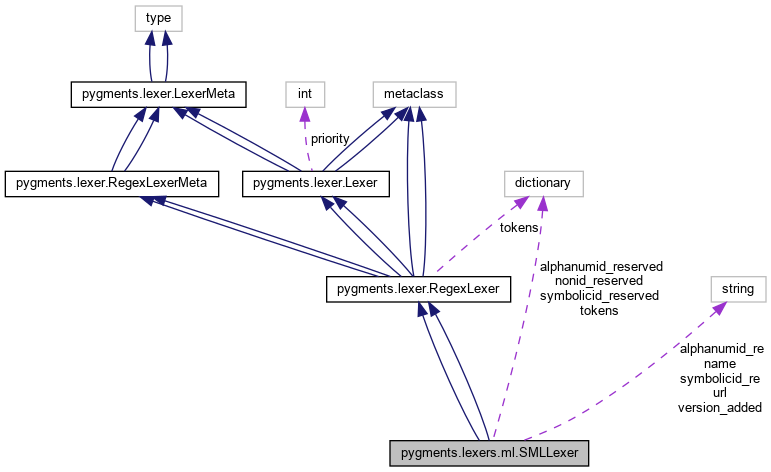 type
pygments.lexer.LexerMeta
int
metaclass
priority
pygments.lexer.RegexLexerMeta
pygments.lexer.Lexer
dictionary
tokens
alphanumid_reserved
nonid_reserved
symbolicid_reserved
tokens
pygments.lexer.RegexLexer
string
alphanumid_re
name
symbolicid_re
url
version_added
pygments.lexers.ml.SMLLexer